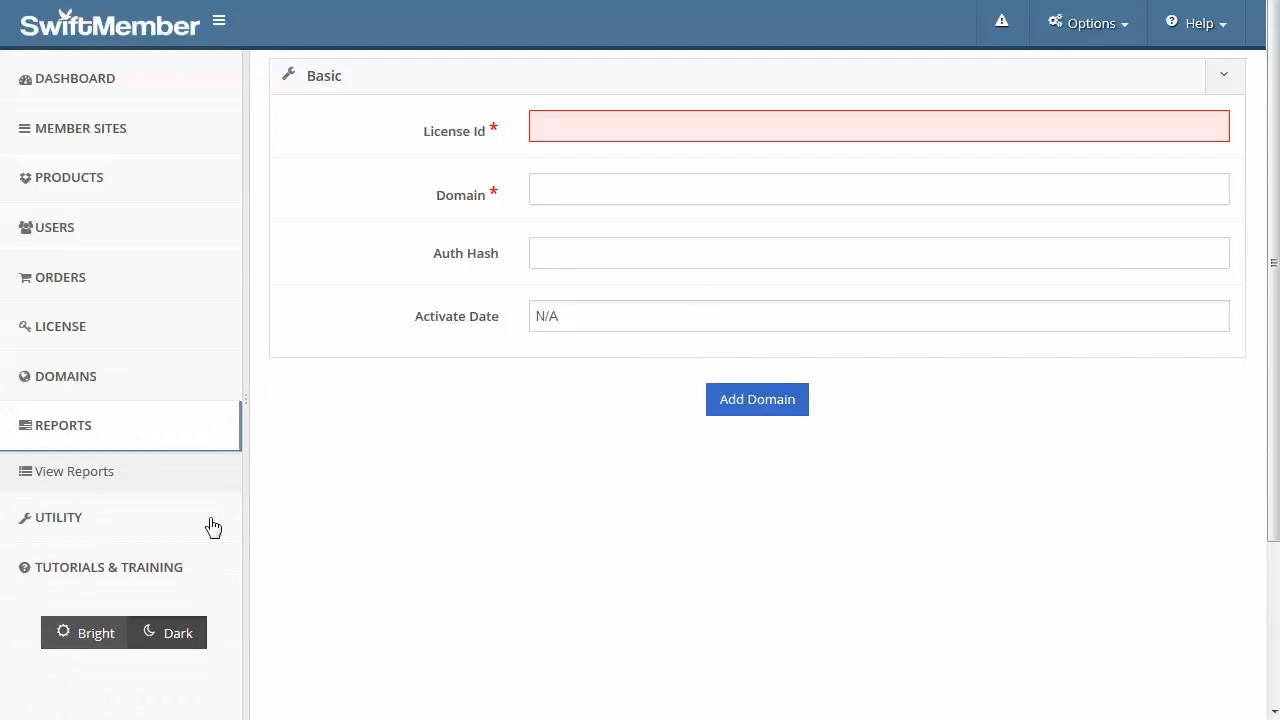 SwiftMember
Options
Help
DASHBOARD
MEMBER SITES
PRODUCTS
USERS
ORDERS
LICENSE
DOMAINS
REPORTS
View Reports
UTILITY
TUTORIALS & TRAINING
Bright
Dark
Basic
License Id *
Domain *
Auth Hash
Activate Date
N/A
Add Domain